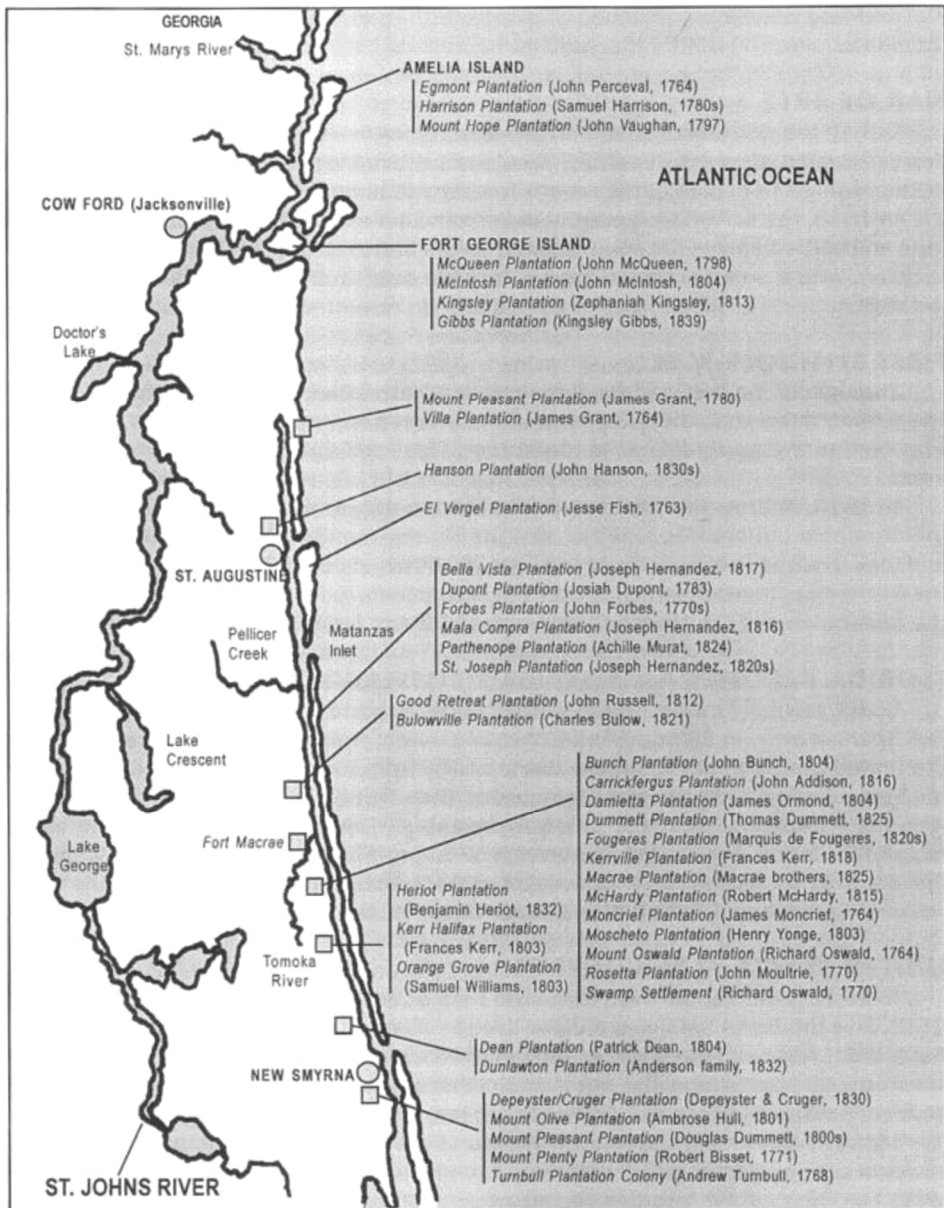 GEORGIA
St. Marys River
AMELIA ISLAND
Egmont Plantation (John Perceval, 1764)
Harrison Plantation (Samuel Harrison, 1780s)
Mount Hope Plantation (John Vaughan, 1797)
ATLANTIC OCEAN
COW FORD (Jacksonville)
FORT GEORGE ISLAND
McQueen Plantation (John McQueen, 1798)
McIntosh Plantation (John McIntosh, 1804)
Kingsley Plantation (Zephaniah Kingsley, 1813)
Gibbs Plantation (Kingsley Gibbs, 1839)
Doctor's
Lake
Mount Pleasant Plantation (James Grant, 1780)
Villa Plantation (James Grant, 1764)
Hanson Plantation (John Hanson, 1830s)
El Vergel Plantation (Jesse Fish, 1763)
ST. AUGUSTINE
Bella Vista Plantation (Joseph Hernandez, 1817)
Dupont Plantation (Josiah Dupont, 1783)
Forbes Plantation (John Forbes, 1770s)
Mala Compra Plantation (Joseph Hernandez, 1816)
Parthenope Plantation (Achille Murat, 1824)
St. Joseph Plantation (Joseph Hernandez, 1820s)
Pellicer
Creek
Matanzas
Inlet
Good Retreat Plantation (John Russell, 1812)
Bulowville Plantation (Charles Bulow, 1821)
Lake
Crescent
Bunch Plantation (John Bunch, 1804)
Carrickfergus Plantation (John Addison, 1816)
Damietta Plantation (James Ormond, 1804)
Dummett Plantation (Thomas Dummett, 1825)
Fougeres Plantation (Marquis de Fougeres, 1820s)
Kerrville Plantation (Frances Kerr, 1818)
Macrae Plantation (Macrae brothers, 1825)
McHardy Plantation (Robert McHardy, 1815)
Moncrief Plantation (James Moncrief, 1764)
Moscheto Plantation (Henry Yonge, 1803)
Mount Oswald Plantation (Richard Oswald, 1764)
Rosetta Plantation (John Moultrie, 1770)
Swamp Settlement (Richard Oswald, 1770)
Fort Macrae
Lake
George
Heriot Plantation
(Benjamin Heriot, 1832)
Kerr Halifax Plantation
(Frances Kerr, 1803)
Orange Grove Plantation
(Samuel Williams, 1803)
Tomoka
River
Dean Plantation (Patrick Dean, 1804)
Dunlawton Plantation (Anderson family, 1832)
NEW SMYRNA
Depeyster/Cruger Plantation (Depeyster & Cruger, 1830)
Mount Olive Plantation (Ambrose Hull, 1801)
Mount Pleasant Plantation (Douglas Dummett, 1800s)
Mount Plenty Plantation (Robert Bisset, 1771)
Turnbull Plantation Colony (Andrew Turnbull, 1768)
ST. JOHNS RIVER